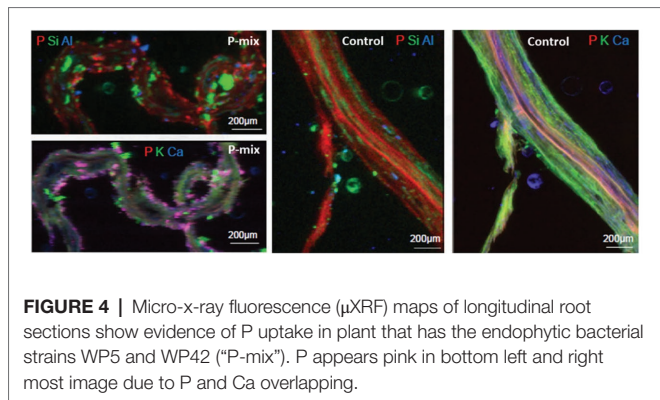 P Si Al P-mix
200µm
P K Ca P-mix
200µm
Control P Si Al
200µm
Control P K Ca
200µm
FIGURE 4 | Micro-x-ray fluorescence (μXRF) maps of longitudinal root
sections show evidence of P uptake in plant that has the endophytic bacterial
strains WP5 and WP42 (“P-mix”). P appears pink in bottom left and right
most image due to P and Ca overlapping.